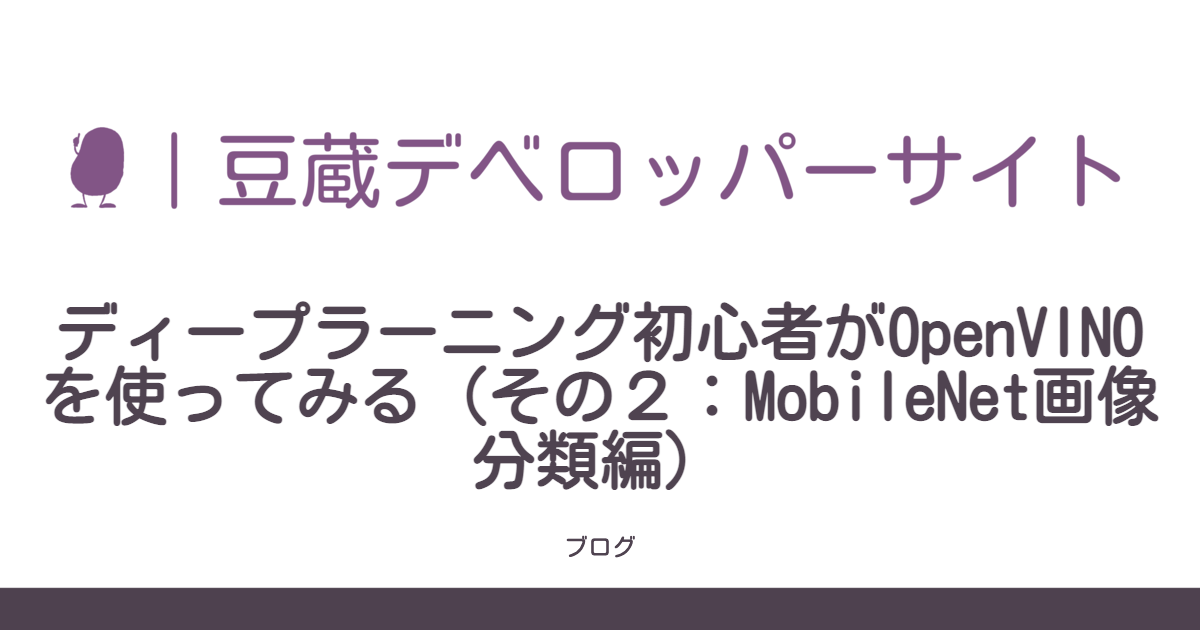 ｜豆蔵デベロッパーサイト
ディープラーニング初心者がOpenVINO
を使ってみる（その２：MobileNet画像
分類編）
ブログ